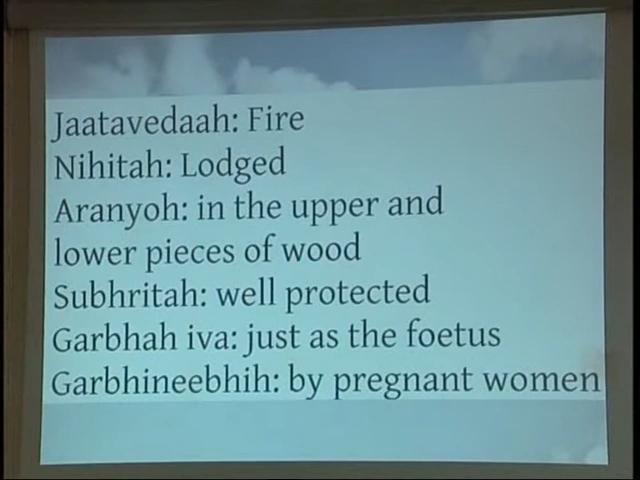 Jaatavedaah: Fire
Nihitah: Lodged
Aranyoh: in the upper and
lower pieces of wood
Subhritah: well protected
Garbhah iva: just as the foetus
Garbhineebhih: by pregnant women